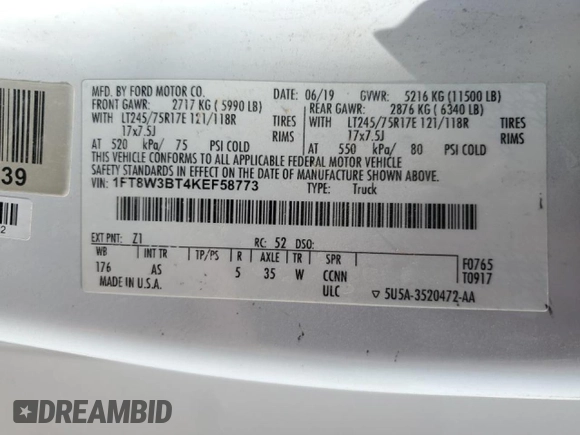 MFD. BY FORD MOTOR CO.
06/19 GVWR: 5216 KG (11500 LB)
FRONT GAWR: 2717 KG ( 5990 LB)
REAR GAWR: 2876 KG ( 6340 LB)
WITH LT245/75R17E 121/118R TIRES
WITH LT245/75R17E 121/118R TIRES
17x7.5J RIMS
17x7.5J RIMS
AT 520 kPa/ 75 PSI COLD
AT 550 kPa/ 80 PSI COLD
THIS VEHICLE CONFORMS TO ALL APPLICABLE FEDERAL MOTOR VEHICLE
SAFETY STANDARDS IN EFFECT ON THE DATE OF MANUFACTURE SHOWN ABOVE.
VIN: 1FT8W3BT4KEF58773
TYPE: Truck
EXT PNT: Z1 RC: 52 DSO:
WB INT TR TP/PS R AXLE TR SPR
176 AS 5 35 W CCNN
ULC
F0765
T0917
MADE IN U.S.A.
▽ 5U5A-3520472-AA
39
2
DREAMBID